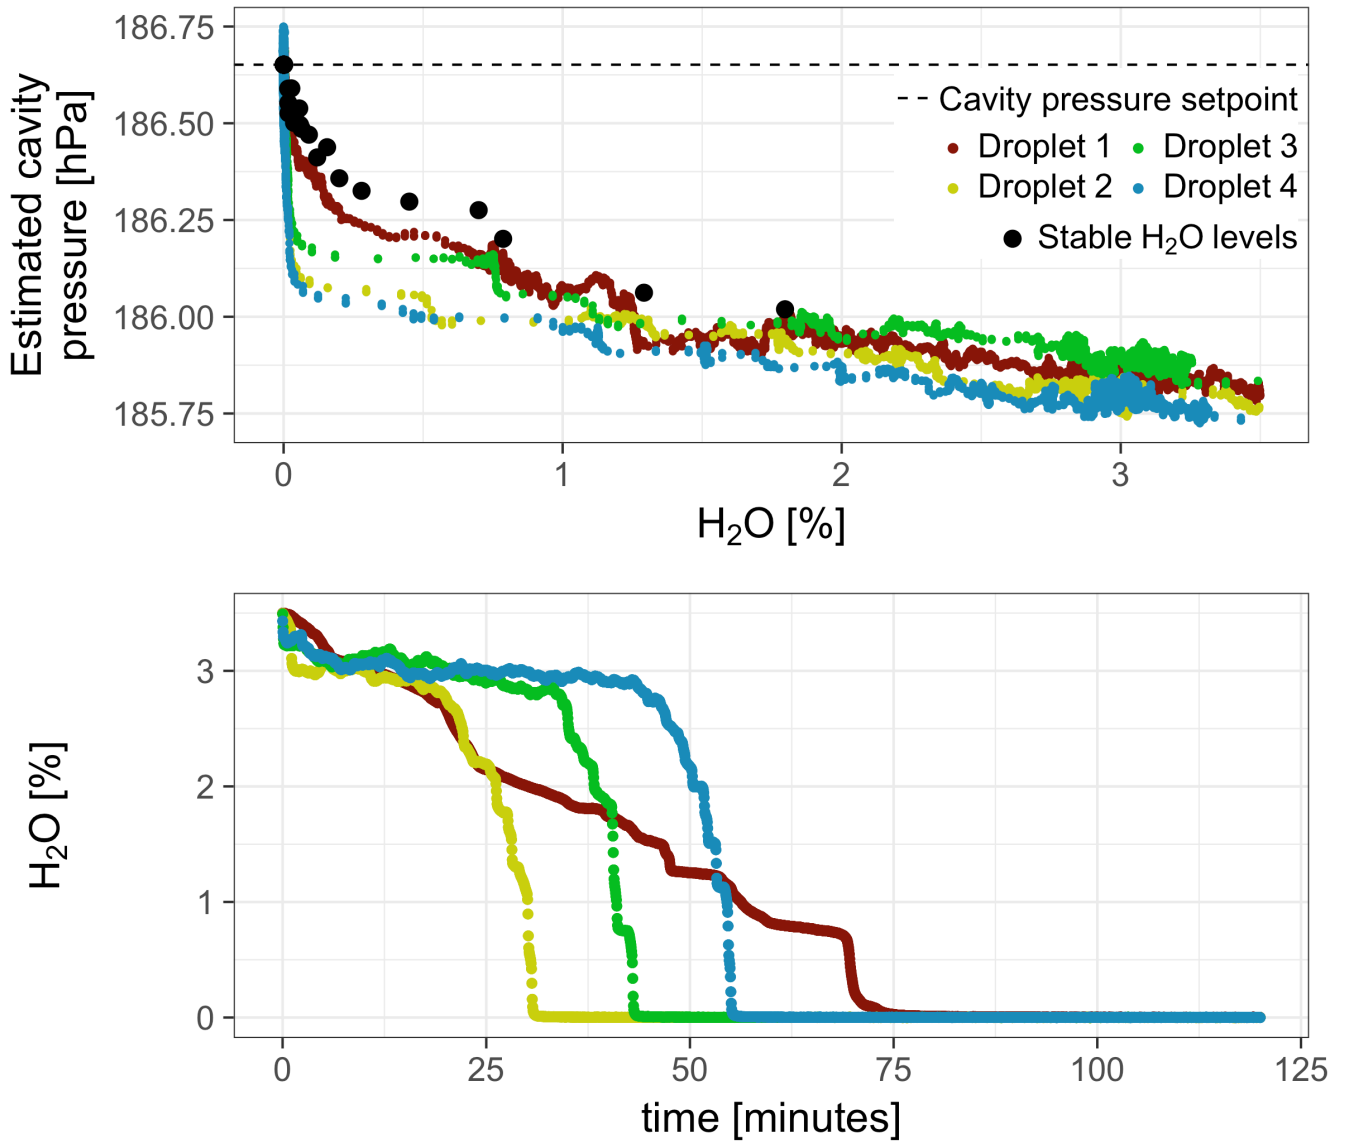 186.75
186.50
186.25
186.00
185.75
Estimated cavity
pressure [hPa]
Cavity pressure setpoint
Droplet 1 Droplet 3
Droplet 2 Droplet 4
Stable H₂O levels
0 1 2 3
H₂O [%]
3
2
1
0
H₂O [%]
0 25 50 75 100 125
time [minutes]